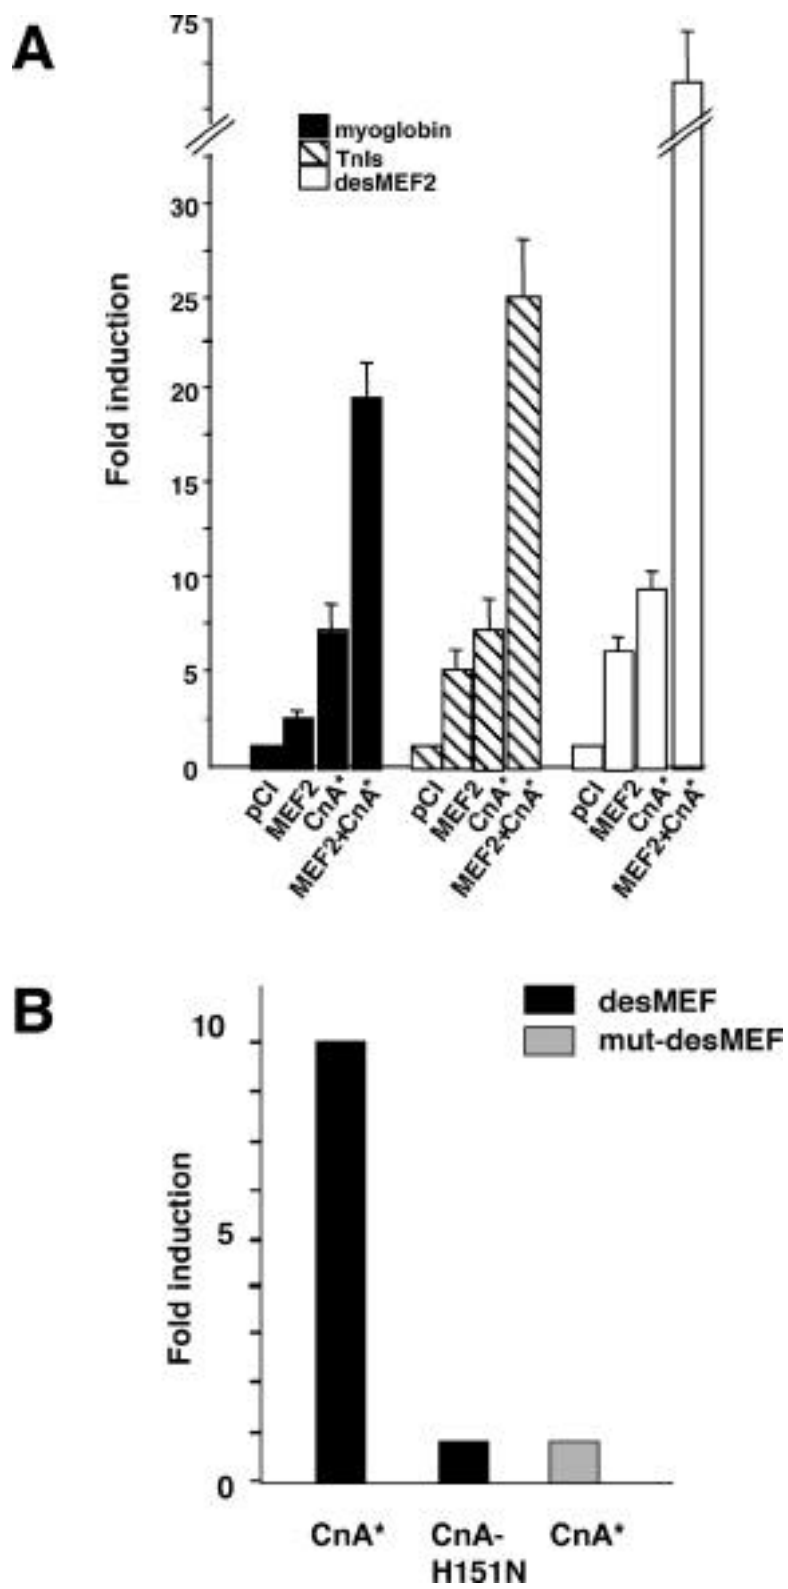 A
75
30
25
20
15
10
5
0
Fold induction
myoglobin
TnIs
desMEF2
pCI
MEF2
CnA*
MEF2+CnA*
pCI
MEF2
CnA*
MEF2+CnA*
pCI
MEF2
CnA*
MEF2+CnA*
B
10
5
0
Fold induction
desMEF
mut-desMEF
CnA*
CnA-
H151N
CnA*